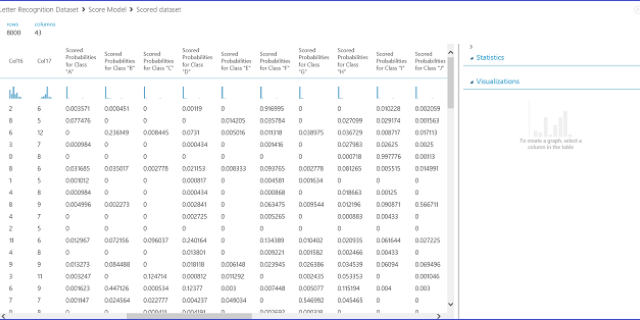 Letter Recognition Dataset > Score Model > Scored dataset
rows columns
8000 43
Col16 Col17 Scored Probabilities for Class "A" Scored Probabilities for Class "B" Scored Probabilities for Class "C" Scored Probabilities for Class "D" Scored Probabilities for Class "E" Scored Probabilities for Class "F" Scored Probabilities for Class "G" Scored Probabilities for Class "H" Scored Probabilities for Class "I" Scored Probabilities for Class "J"
2 6 0.003571 0.000451 0 0.00119 0 0.916995 0 0 0.010228 0.002059
8 5 0.077476 0 0 0 0.014205 0.035784 0 0.027099 0.029174 0.001563
6 12 0 0.236149 0.008445 0.0731 0.005016 0.011318 0.038975 0.036729 0.008717 0.017113
3 7 0.000984 0 0 0.000434 0 0.001416 0 0.027983 0.02625 0.0025
0 8 0 0 0 0 0 0 0 0.000718 0.997776 0.00113
8 6 0.031685 0.035017 0.002778 0.021153 0.008333 0.093765 0.002778 0.081265 0.005515 0.014991
1 5 0.001012 0 0 0.000817 0 0.004581 0.001634 0 0 0
4 8 0.000984 0 0 0.000434 0 0.000868 0 0.018663 0.00125 0
8 9 0.004996 0.002273 0 0.002841 0 0.063475 0.009544 0.012196 0.090871 0.566711
4 7 0 0 0 0.002725 0 0.005265 0 0.000883 0.00433 0
2 5 0 0 0 0 0 0 0 0 0 0
11 6 0.012967 0.072156 0.096037 0.240164 0 0.134389 0.010402 0.020935 0.061644 0.027225
4 8 0 0 0 0.013801 0 0.009221 0.001582 0.002466 0.00433 0
9 9 0.013273 0.084488 0 0.018118 0.006148 0.023945 0.026386 0.034539 0.06094 0.069496
3 11 0.003247 0 0.124714 0.000812 0.011292 0 0.002435 0.053353 0 0.001046
6 9 0.001623 0.447126 0.000534 0.12377 0.003 0.007448 0.005077 0.115194 0.004 0.003
7 7 0.001147 0.024564 0.022777 0.004237 0.049034 0 0.546992 0.045465 0 0
9 8 0
Statistics
Visualizations
To create a graph, select a
column in the table